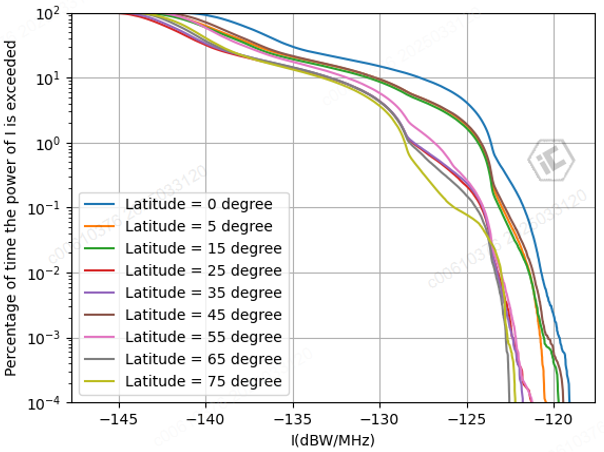 10²
10¹
10⁰
10⁻¹
10⁻²
10⁻³
10⁻⁴
Percentage of time the power of I is exceeded
Latitude = 0 degree
Latitude = 5 degree
Latitude = 15 degree
Latitude = 25 degree
Latitude = 35 degree
Latitude = 45 degree
Latitude = 55 degree
Latitude = 65 degree
Latitude = 75 degree
−145 −140 −135 −130 −125 −120
I(dBW/MHz)
iC